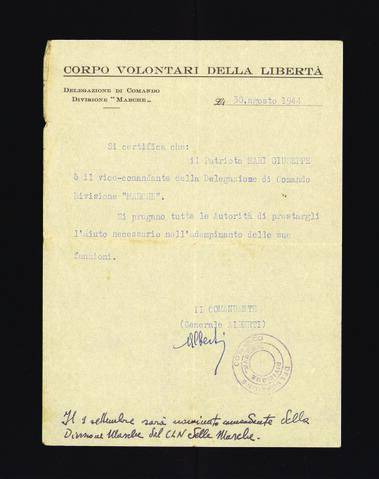 CORPO VOLONTARI DELLA LIBERTÀ
DELEGAZIONE DI COMANDO
DIVISIONE "MARCHE"
30 agosto 1944
Si certifica che:
il Patriota MARI GIUSEPPE
è il vice-comandante della Delegazione di Comando
Divisione "MARCHE".
Si pregano tutte le Autorità di prestargli
l'aiuto necessario nell'adempimento delle sue
funzioni.
Il COMANDANTE
(Generale ALBERTI)
Alberti
Il settembre sarà nominato comandante della
Divisione Marche del CLN delle Marche.